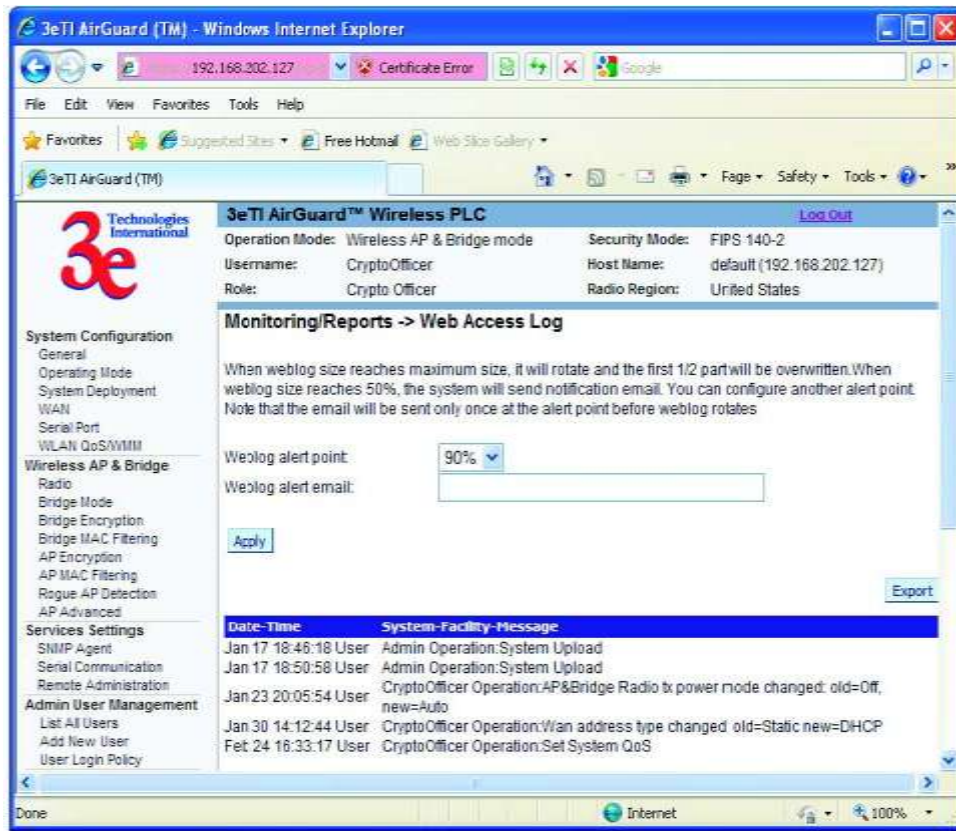 3eTI AirGuard (TM) - Windows Internet Explorer
192.168.202.127 Certificate Error Google
File Edit View Favorites Tools Help
Favorites Suggested Sites Free Hotmail Web Slice Gallery
3eTI AirGuard (TM) Page Safety Tools
3e Technologies International
3eTI AirGuard™ Wireless PLC Log Out
Operation Mode: Wireless AP & Bridge mode Security Mode: FIPS 140-2
Username: CryptoOfficer Host Name: default (192.168.202.127)
Role: Crypto Officer Radio Region: United States
System Configuration
General
Operating Mode
System Deployment
WAN
Serial Port
WLAN QoS/WMM
Wireless AP & Bridge
Radio
Bridge Mode
Bridge Encryption
Bridge MAC Filtering
AP Encryption
AP MAC Filtering
Rogue AP Detection
AP Advanced
Services Settings
SNMP Agent
Serial Communication
Remote Administration
Admin User Management
List All Users
Add New User
User Login Policy
Monitoring/Reports -> Web Access Log
When weblog size reaches maximum size, it will rotate and the first 1/2 part will be overwritten.When
weblog size reaches 50%, the system will send notification email. You can configure another alert point.
Note that the email will be sent only once at the alert point before weblog rotates
Weblog alert point: 90%
Weblog alert email:
Apply
Export
Date-Time System-Facility-Message
Jan 17 18:46:18 User Admin Operation:System Upload
Jan 17 18:50:58 User Admin Operation:System Upload
Jan 23 20:05:54 User CryptoOfficer Operation:AP&Bridge Radio tx power mode changed: old=Off,
new=Auto
Jan 30 14:12:44 User CryptoOfficer Operation:Wan address type changed old=Static new=DHCP
Feb 24 16:33:17 User CryptoOfficer Operation:Set System QoS
Done Internet 100%